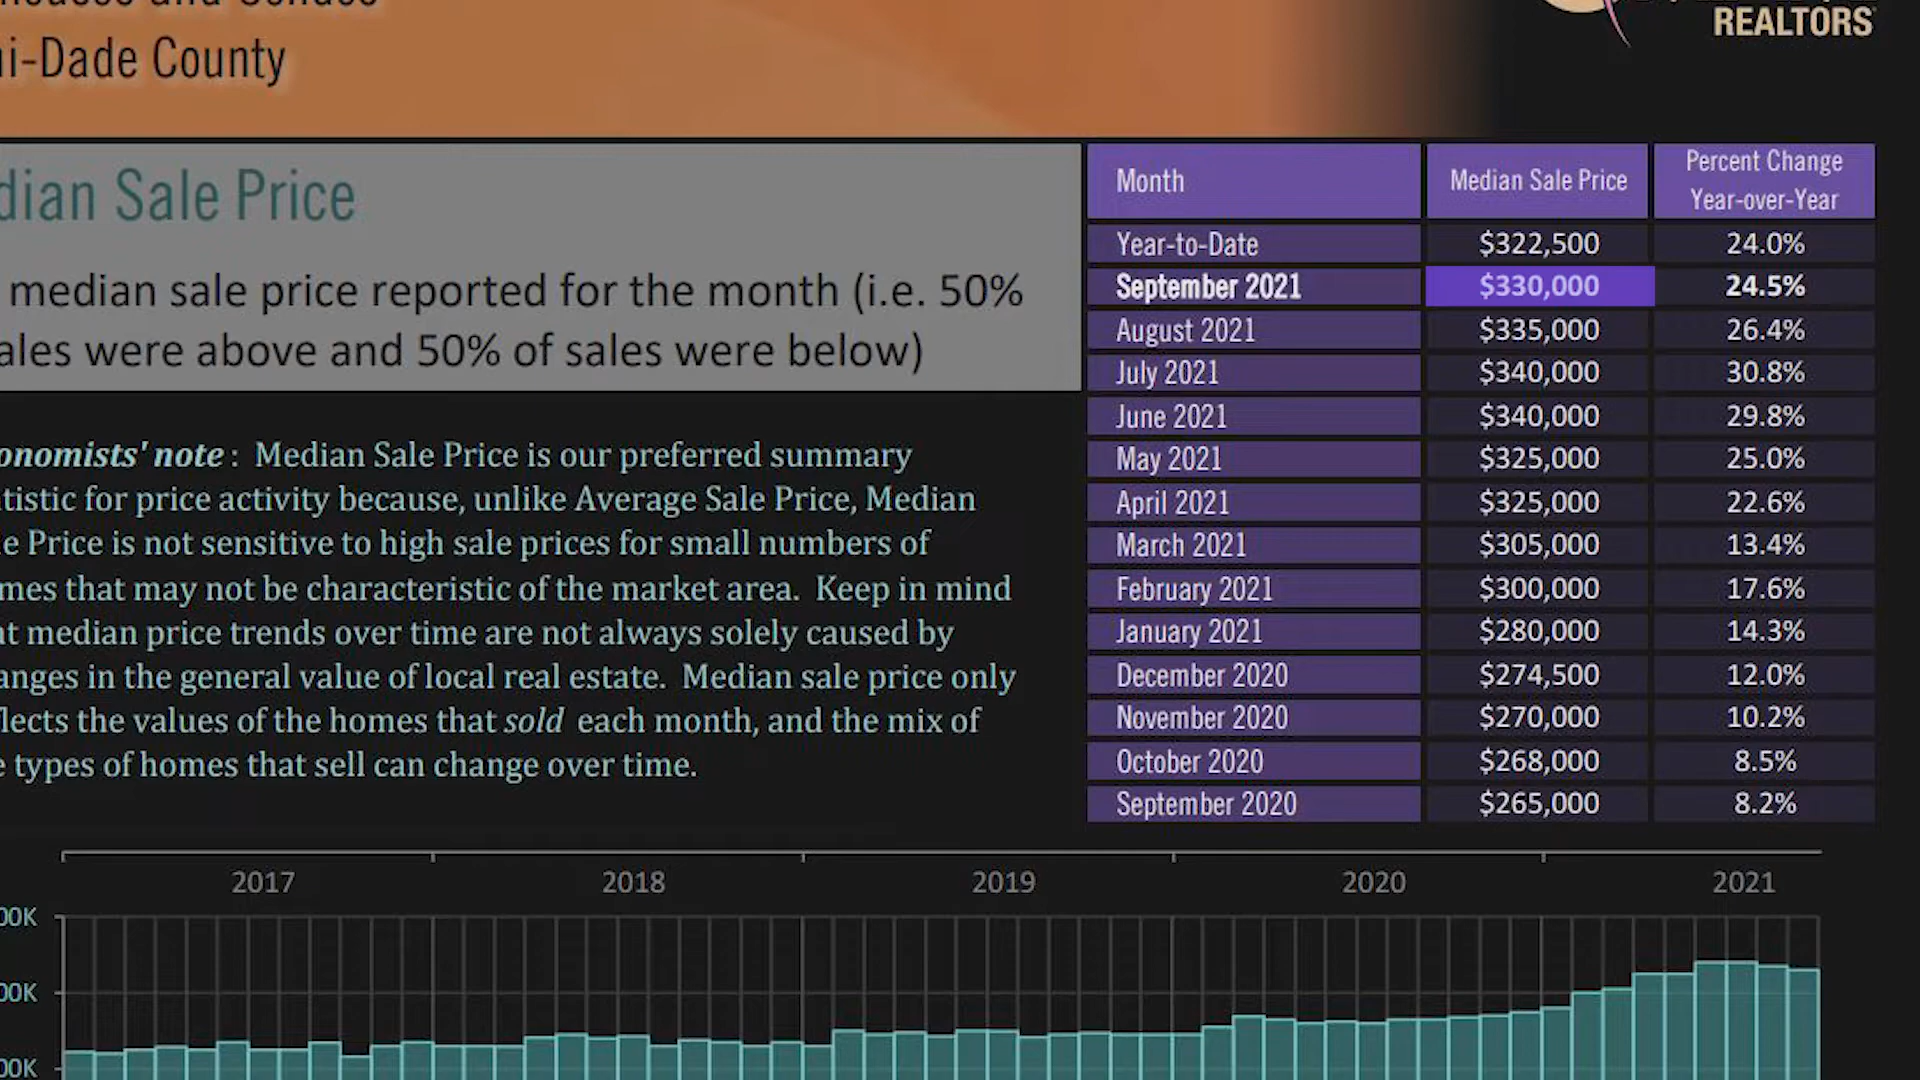 ni-Dade County
REALTORS
dian Sale Price
median sale price reported for the month (i.e. 50%
ales were above and 50% of sales were below)
onomists' note : Median Sale Price is our preferred summary
tistic for price activity because, unlike Average Sale Price, Median
e Price is not sensitive to high sale prices for small numbers of
mes that may not be characteristic of the market area. Keep in mind
at median price trends over time are not always solely caused by
anges in the general value of local real estate. Median sale price only
flects the values of the homes that sold each month, and the mix of
e types of homes that sell can change over time.
Month Median Sale Price Percent Change Year-over-Year
Year-to-Date $322,500 24.0%
September 2021 $330,000 24.5%
August 2021 $335,000 26.4%
July 2021 $340,000 30.8%
June 2021 $340,000 29.8%
May 2021 $325,000 25.0%
April 2021 $325,000 22.6%
March 2021 $305,000 13.4%
February 2021 $300,000 17.6%
January 2021 $280,000 14.3%
December 2020 $274,500 12.0%
November 2020 $270,000 10.2%
October 2020 $268,000 8.5%
September 2020 $265,000 8.2%
2017 2018 2019 2020 2021
00K
00K
00K